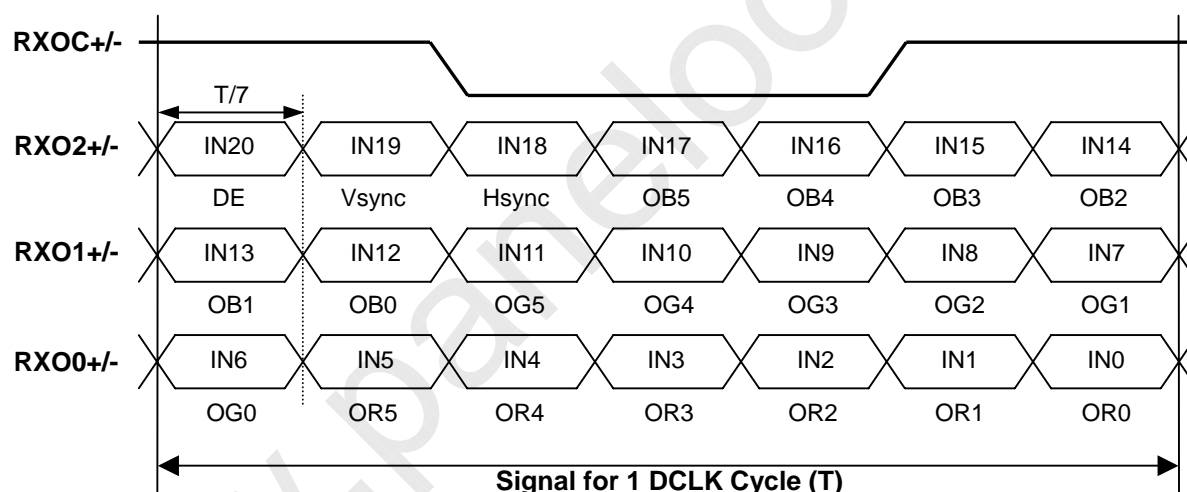 RXOC+/-
T/7
RXO2+/- IN20 IN19 IN18 IN17 IN16 IN15 IN14
DE Vsync Hsync OB5 OB4 OB3 OB2
RXO1+/- IN13 IN12 IN11 IN10 IN9 IN8 IN7
OB1 OB0 OG5 OG4 OG3 OG2 OG1
RXO0+/- IN6 IN5 IN4 IN3 IN2 IN1 IN0
OG0 OR5 OR4 OR3 OR2 OR1 OR0
Signal for 1 DCLK Cycle (T)